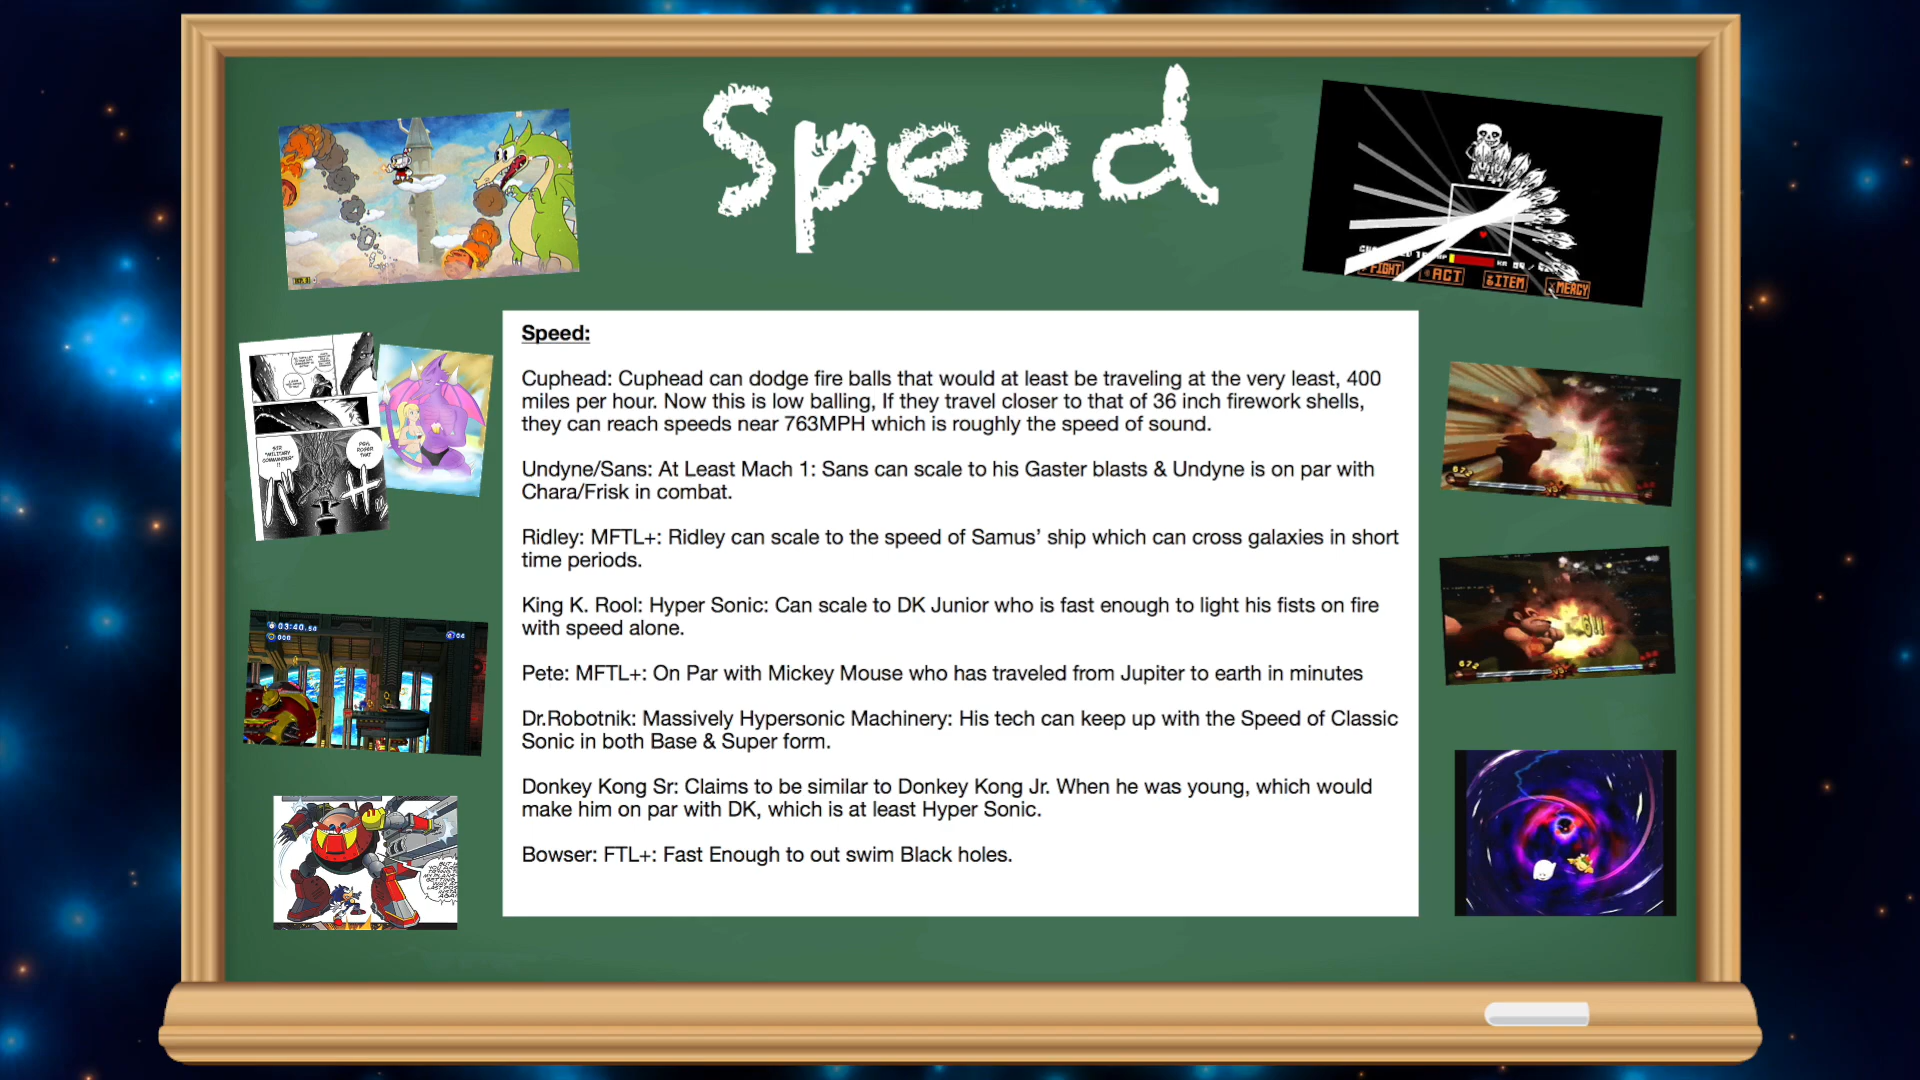 Speed
FIGHT
ACT
ITEM
MERCY
Speed:
Cuphead: Cuphead can dodge fire balls that would at least be traveling at the very least, 400
miles per hour. Now this is low balling, If they travel closer to that of 36 inch firework shells,
they can reach speeds near 763MPH which is roughly the speed of sound.
Undyne/Sans: At Least Mach 1: Sans can scale to his Gaster blasts & Undyne is on par with
Chara/Frisk in combat.
Ridley: MFTL+: Ridley can scale to the speed of Samus’ ship which can cross galaxies in short
time periods.
King K. Rool: Hyper Sonic: Can scale to DK Junior who is fast enough to light his fists on fire
with speed alone.
Pete: MFTL+: On Par with Mickey Mouse who has traveled from Jupiter to earth in minutes
Dr.Robotnik: Massively Hypersonic Machinery: His tech can keep up with the Speed of Classic
Sonic in both Base & Super form.
Donkey Kong Sr: Claims to be similar to Donkey Kong Jr. When he was young, which would
make him on par with DK, which is at least Hyper Sonic.
Bowser: FTL+: Fast Enough to out swim Black holes.
03:40.50
000
672
672